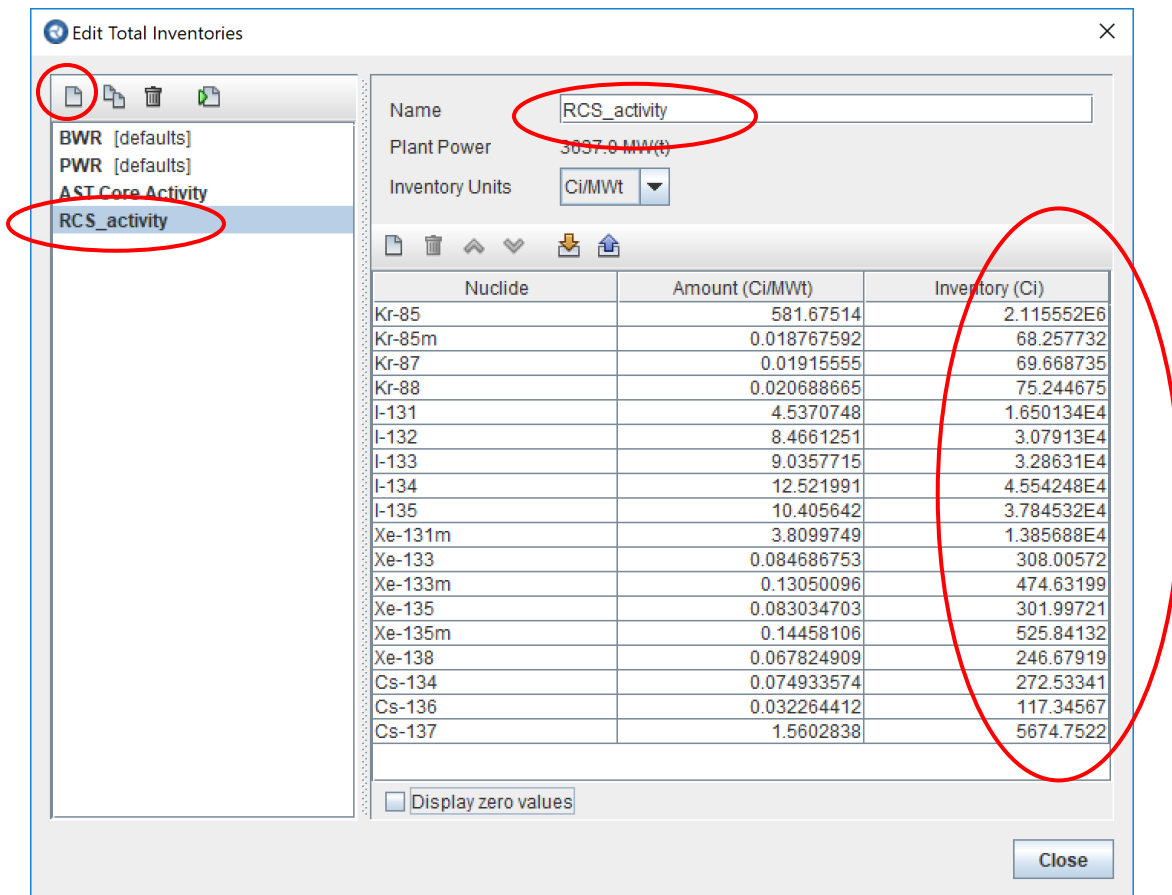 Edit Total Inventories
BWR [defaults]
PWR [defaults]
AST Core Activity
RCS_activity
Name RCS_activity
Plant Power 3637.0 MW(t)
Inventory Units Ci/MWt
Nuclide Amount (Ci/MWt) Inventory (Ci)
Kr-85 581.67514 2.115552E6
Kr-85m 0.018767592 68.257732
Kr-87 0.01915555 69.668735
Kr-88 0.020688665 75.244675
I-131 4.5370748 1.650134E4
I-132 8.4661251 3.07913E4
I-133 9.0357715 3.28631E4
I-134 12.521991 4.554248E4
I-135 10.405642 3.784532E4
Xe-131m 3.8099749 1.385688E4
Xe-133 0.084686753 308.00572
Xe-133m 0.13050096 474.63199
Xe-135 0.083034703 301.99721
Xe-135m 0.14458106 525.84132
Xe-138 0.067824909 246.67919
Cs-134 0.074933574 272.53341
Cs-136 0.032264412 117.34567
Cs-137 1.5602838 5674.7522
Display zero values
Close